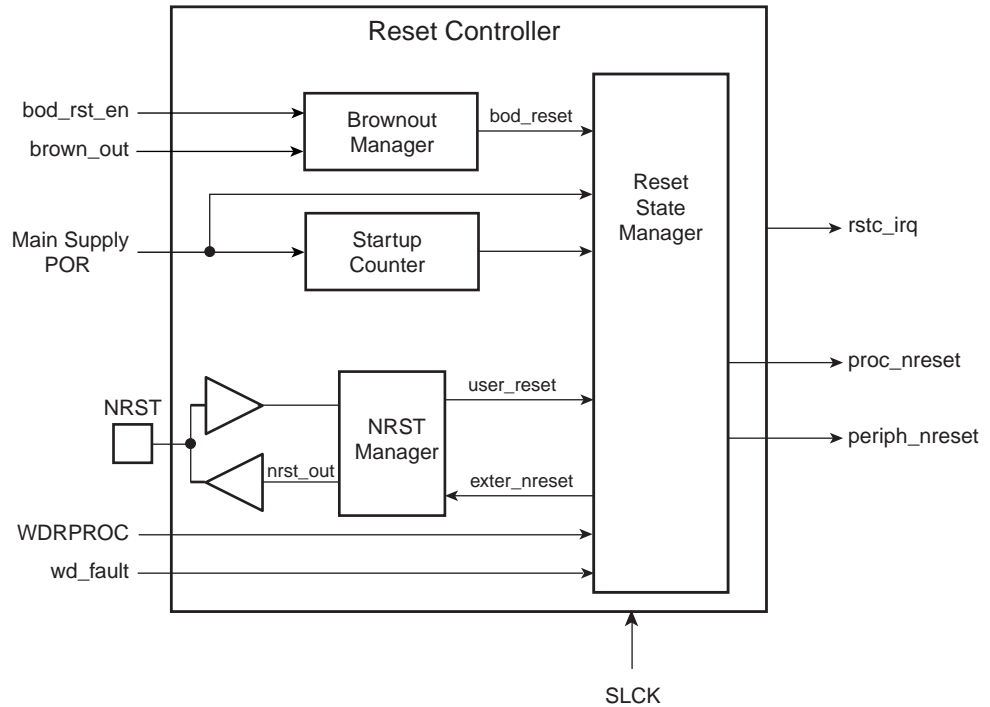 Reset Controller
bod_rst_en
brown_out
Brownout
Manager
bod_reset
Main Supply
POR
Startup
Counter
Reset
State
Manager
rstc_irq
proc_nreset
periph_nreset
NRST
NRST
Manager
user_reset
nrst_out
exter_nreset
WDRPROC
wd_fault
SLCK